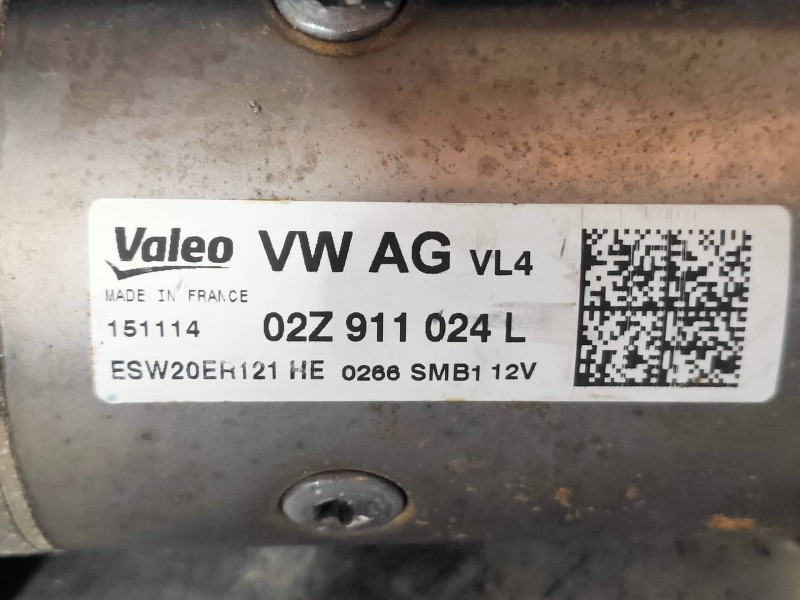 Valeo VW AG VL4
MADE IN FRANCE
151114 02Z 911 024 L
ESW20ER121 HE 0266 SMB1 12V